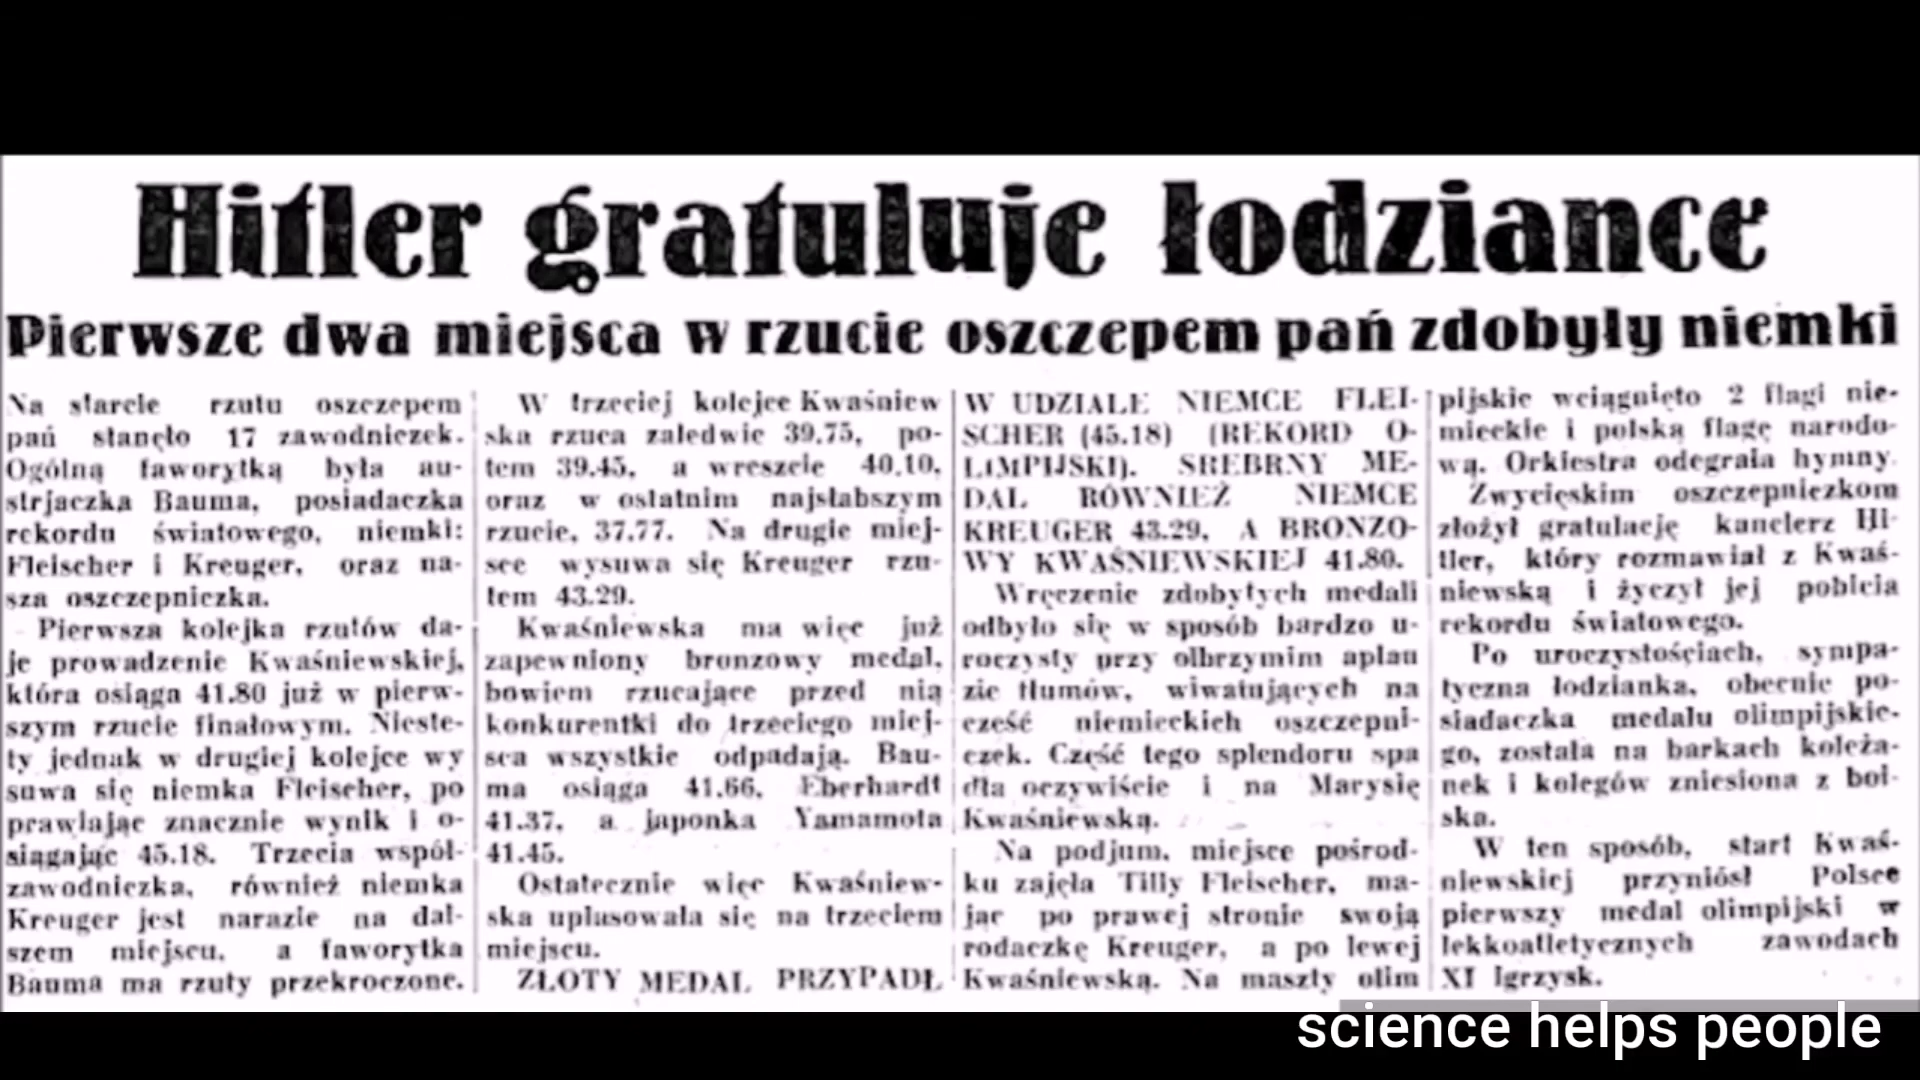 Hitler gratuluje łodziance
Pierwsze dwa miejsca w rzucie oszczepem pań zdobyły niemki
Na starcie rzutu oszczepem
pań stanęło 17 zawodniczek.
Ogólną faworytką była au-
strjaczka Bauma, posiadaczka
rekordu światowego, niemki:
Fleischer i Kreuger, oraz na-
sza oszczepniczka.
Pierwsza kolejka rzutów da-
je prowadzenie Kwaśniewskiej,
która osiąga 41.80 już w pierw-
szym rzucie finałowym. Nieste-
ty jednak w drugiej kolejce wy
suwa się niemka Fleischer, po
prawiając znacznie wynik i o-
siągając 45.18. Trzecia współ-
zawodniczka, również niemka
Kreuger jest narazie na dal-
szem miejscu, a faworytka
Bauma ma rzuty przekroczone.
W trzeciej kolejce Kwaśniew
ska rzuca zaledwie 39.75, po-
tem 39.45, a wreszcie 40.10,
oraz w ostatnim najsłabszym
rzucie, 37.77. Na drugie miej-
sce wysuwa się Kreuger rzu-
tem 43.29.
Kwaśniewska ma więc już
zapewniony bronzowy medal,
bowiem rzucające przed nią
konkurentki do trzeciego miej-
sca wszystkie odpadają. Bau-
ma osiąga 41.66, Eberhardt
41.37, a japonka Yamamota
41.45.
Ostatecznie więc Kwaśniew-
ska uplasowała się na trzeciem
miejscu.
ZŁOTY MEDAL PRZYPADŁ
W UDZIALE NIEMCE FLEI-
SCHER (45.18) (REKORD O-
LIMPIJSKI). SREBRNY ME-
DAL RÓWNIEŻ NIEMCE
KREUGER 43.29, A BRONZO-
WY KWAŚNIEWSKIEJ 41.80.
Wręczenie zdobytych medali
odbyło się w sposób bardzo u-
roczysty przy olbrzymim aplau
zie tłumów, wiwatujących na
cześć niemieckich oszczepni-
czek. Część tego splendoru spa
dła oczywiście i na Marysię
Kwaśniewską.
Na podjum, miejsce pośrod-
ku zajęła Tilly Fleischer, ma-
jąc po prawej stronie swoją
rodaczkę Kreuger, a po lewej
Kwaśniewską. Na maszty olim
pijskie wciągnięto 2 flagi nie-
mieckie i polską flagę narodo-
wą. Orkiestra odegrała hymny.
Zwycięskim oszczepniczkom
złożył gratulację kanclerz Hi-
tler, który rozmawiał z Kwaś-
niewską i życzył jej pobicia
rekordu światowego.
Po uroczystościach, sympa-
tyczna łodzianka, obecnie po-
siadaczka medalu olimpijskie-
go, została na barkach koleża-
nek i kolegów zniesiona z boi-
ska.
W ten sposób, start Kwaś-
niewskiej przyniósł Polsce
pierwszy medal olimpijski w
lekkoatletycznych zawodach
XI Igrzysk.
science helps people